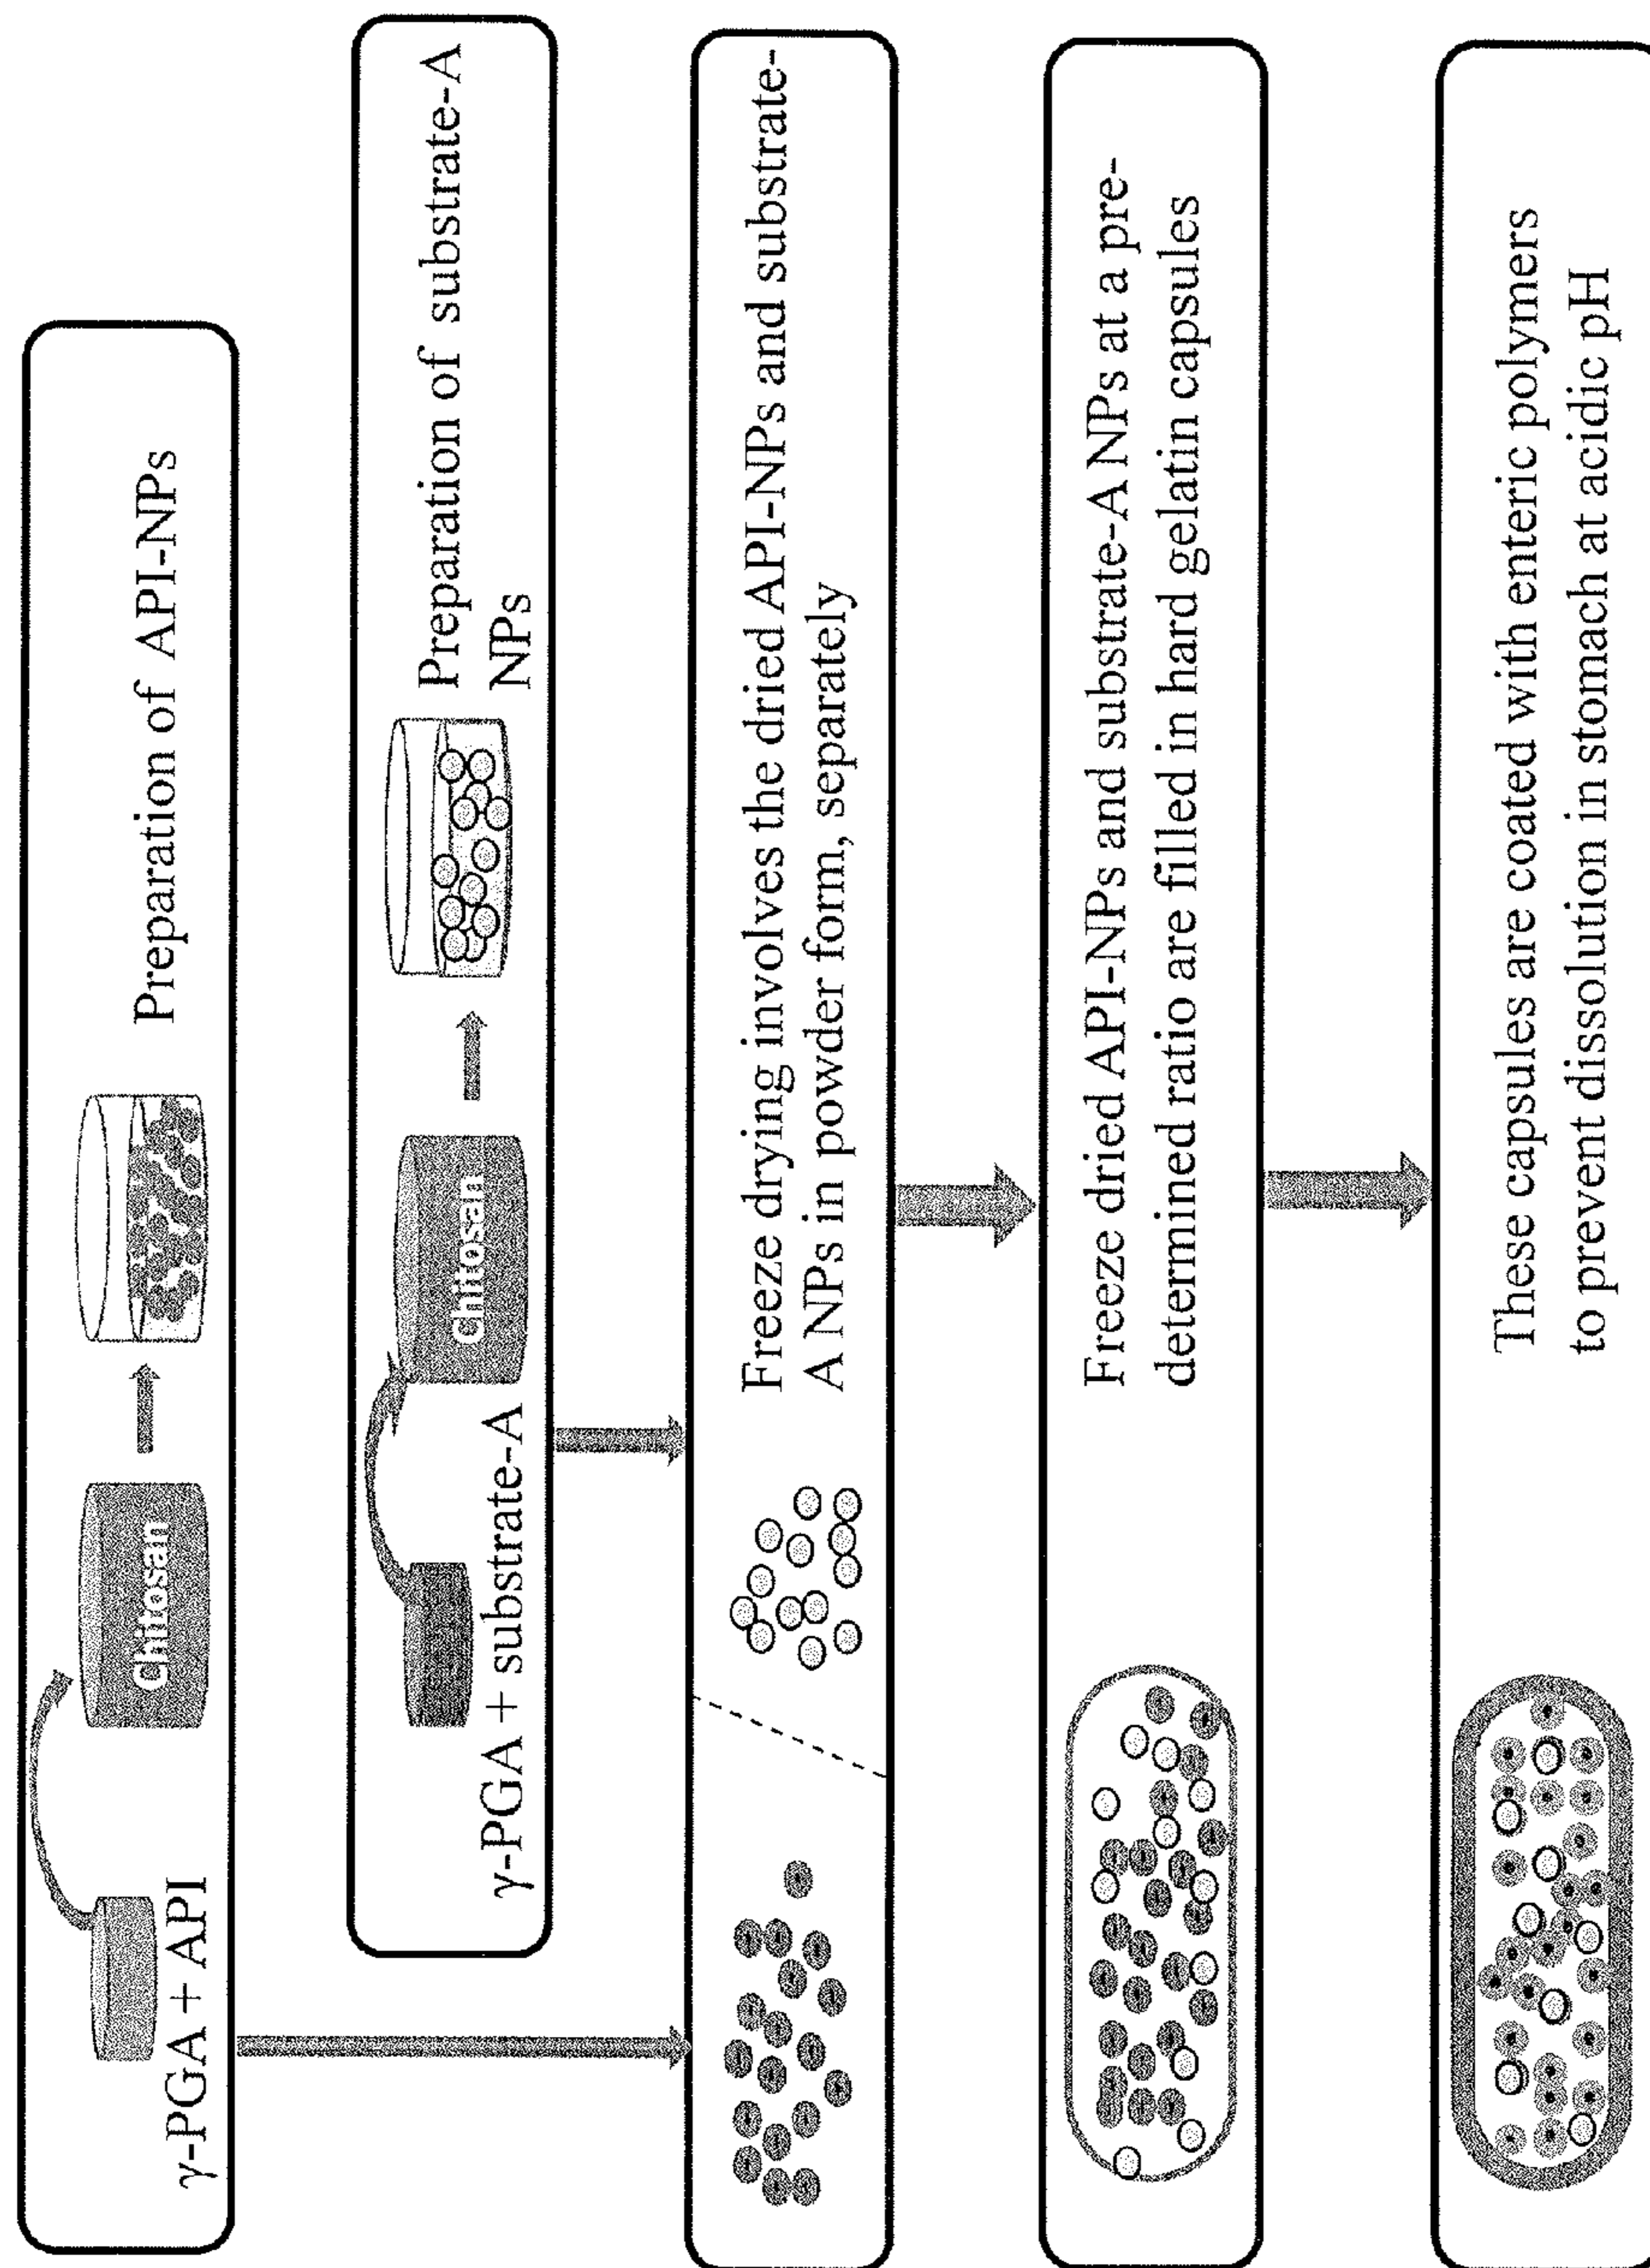 γ-PGA + API
Chitosan
Preparation of API-NPs
γ-PGA + substrate-A
Chitosan
Preparation of substrate-A
NPs
Freeze drying involves the dried API-NPs and substrate-
A NPs in powder form, separately
Freeze dried API-NPs and substrate-A NPs at a pre-
determined ratio are filled in hard gelatin capsules
These capsules are coated with enteric polymers
to prevent dissolution in stomach at acidic pH